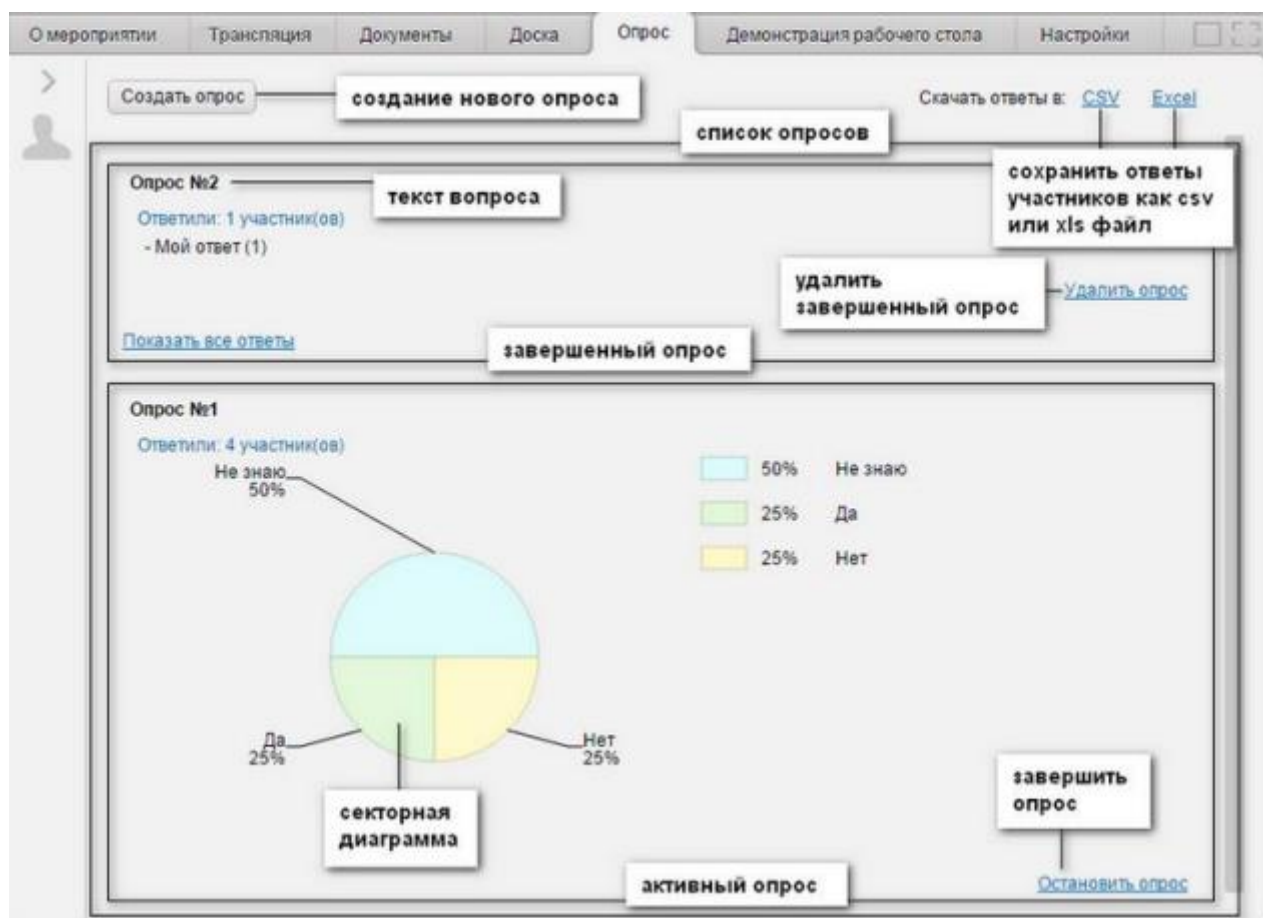 О мероприятии Трансляция Документы Доска Опрос Демонстрация рабочего стола Настройки
Создать опрос
создание нового опроса
Скачать ответы в: CSV Excel
список опросов
сохранить ответы
участников как csv
или xls файл
Опрос №2
текст вопроса
Ответили: 1 участник(ов)
- Мой ответ (1)
удалить
завершенный опрос
Удалить опрос
Показать все ответы
завершенный опрос
Опрос №1
Ответили: 4 участник(ов)
Не знаю
50%
50% Не знаю
25% Да
25% Нет
Да
25%
Нет
25%
секторная
диаграмма
завершить
опрос
активный опрос
Остановить опрос